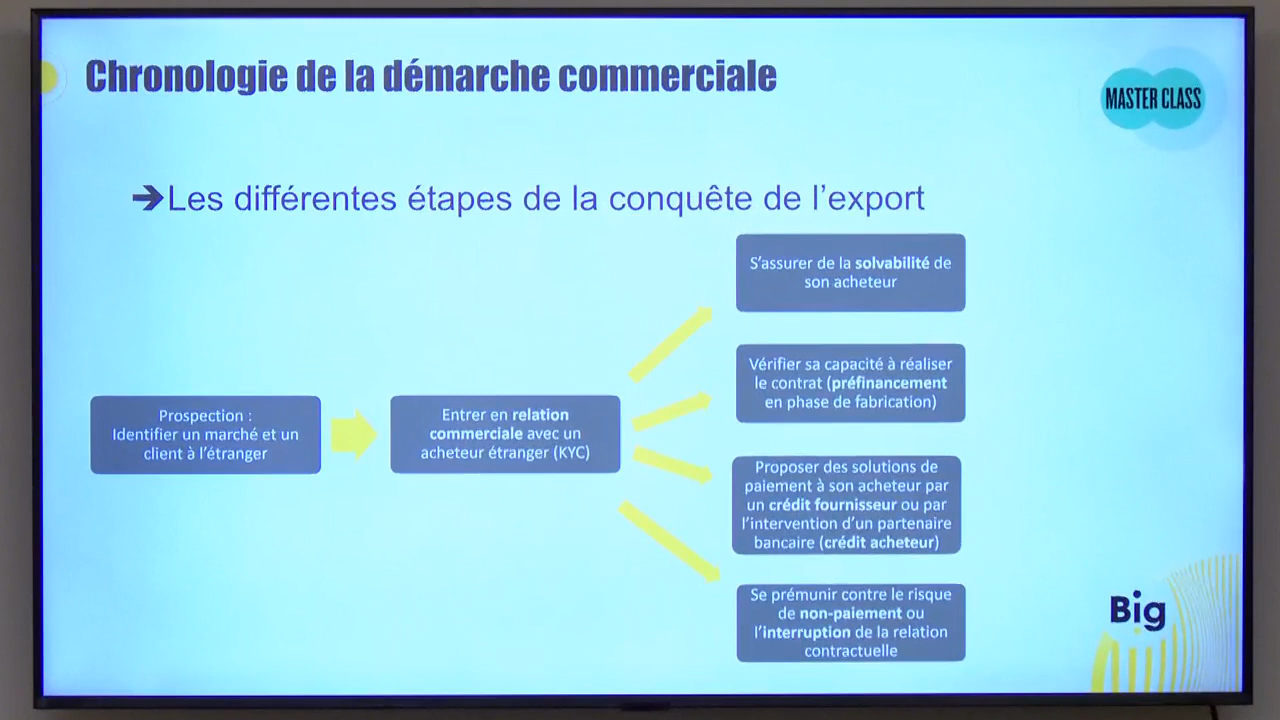 Chronologie de la démarche commerciale
MASTER CLASS
➔Les différentes étapes de la conquête de l’export
Prospection :
Identifier un marché et un
client à l’étranger
Entrer en relation
commerciale avec un
acheteur étranger (KYC)
S’assurer de la solvabilité de
son acheteur
Vérifier sa capacité à réaliser
le contrat (préfinancement
en phase de fabrication)
Proposer des solutions de
paiement à son acheteur par
un crédit fournisseur ou par
l’intervention d’un partenaire
bancaire (crédit acheteur)
Se prémunir contre le risque
de non-paiement ou
l’interruption de la relation
contractuelle
Big